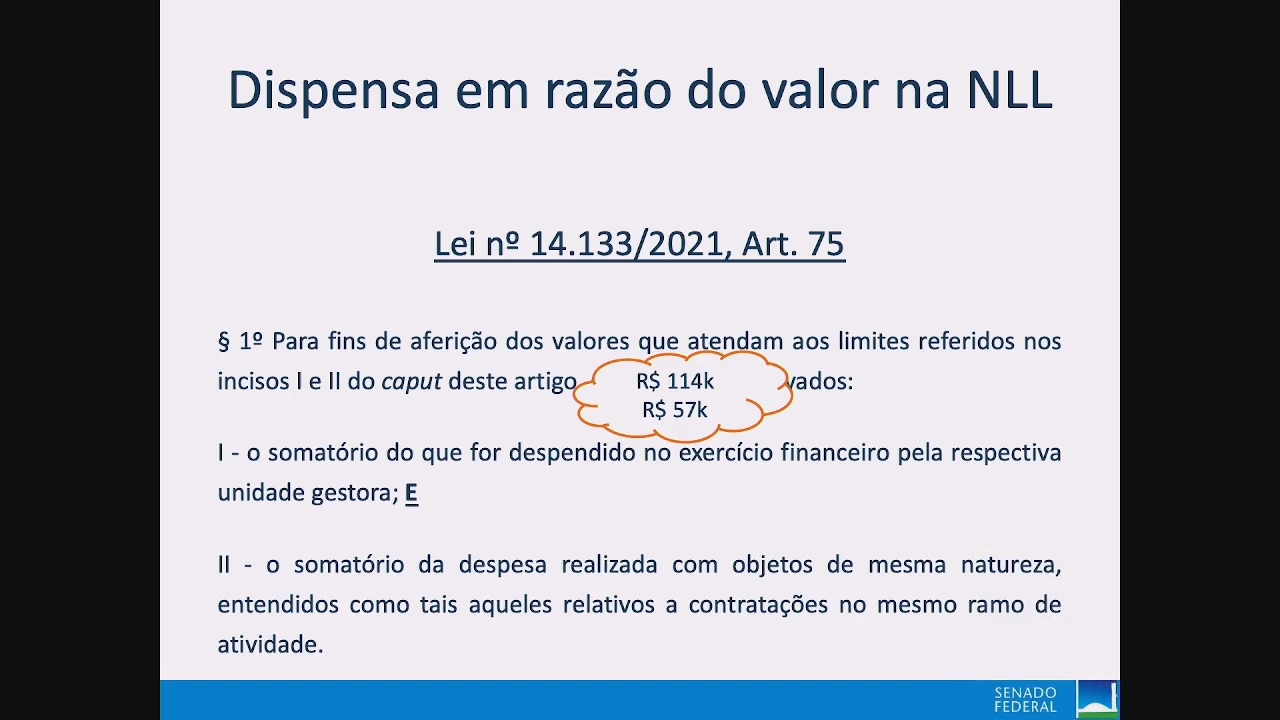 Dispensa em razão do valor na NLL
Lei nº 14.133/2021, Art. 75
§ 1º Para fins de aferição dos valores que atendam aos limites referidos nos
incisos I e II do caput deste artigo vados:
R$ 114k
R$ 57k
I - o somatório do que for despendido no exercício financeiro pela respectiva
unidade gestora; E
II - o somatório da despesa realizada com objetos de mesma natureza,
entendidos como tais aqueles relativos a contratações no mesmo ramo de
atividade.
SENADO
FEDERAL